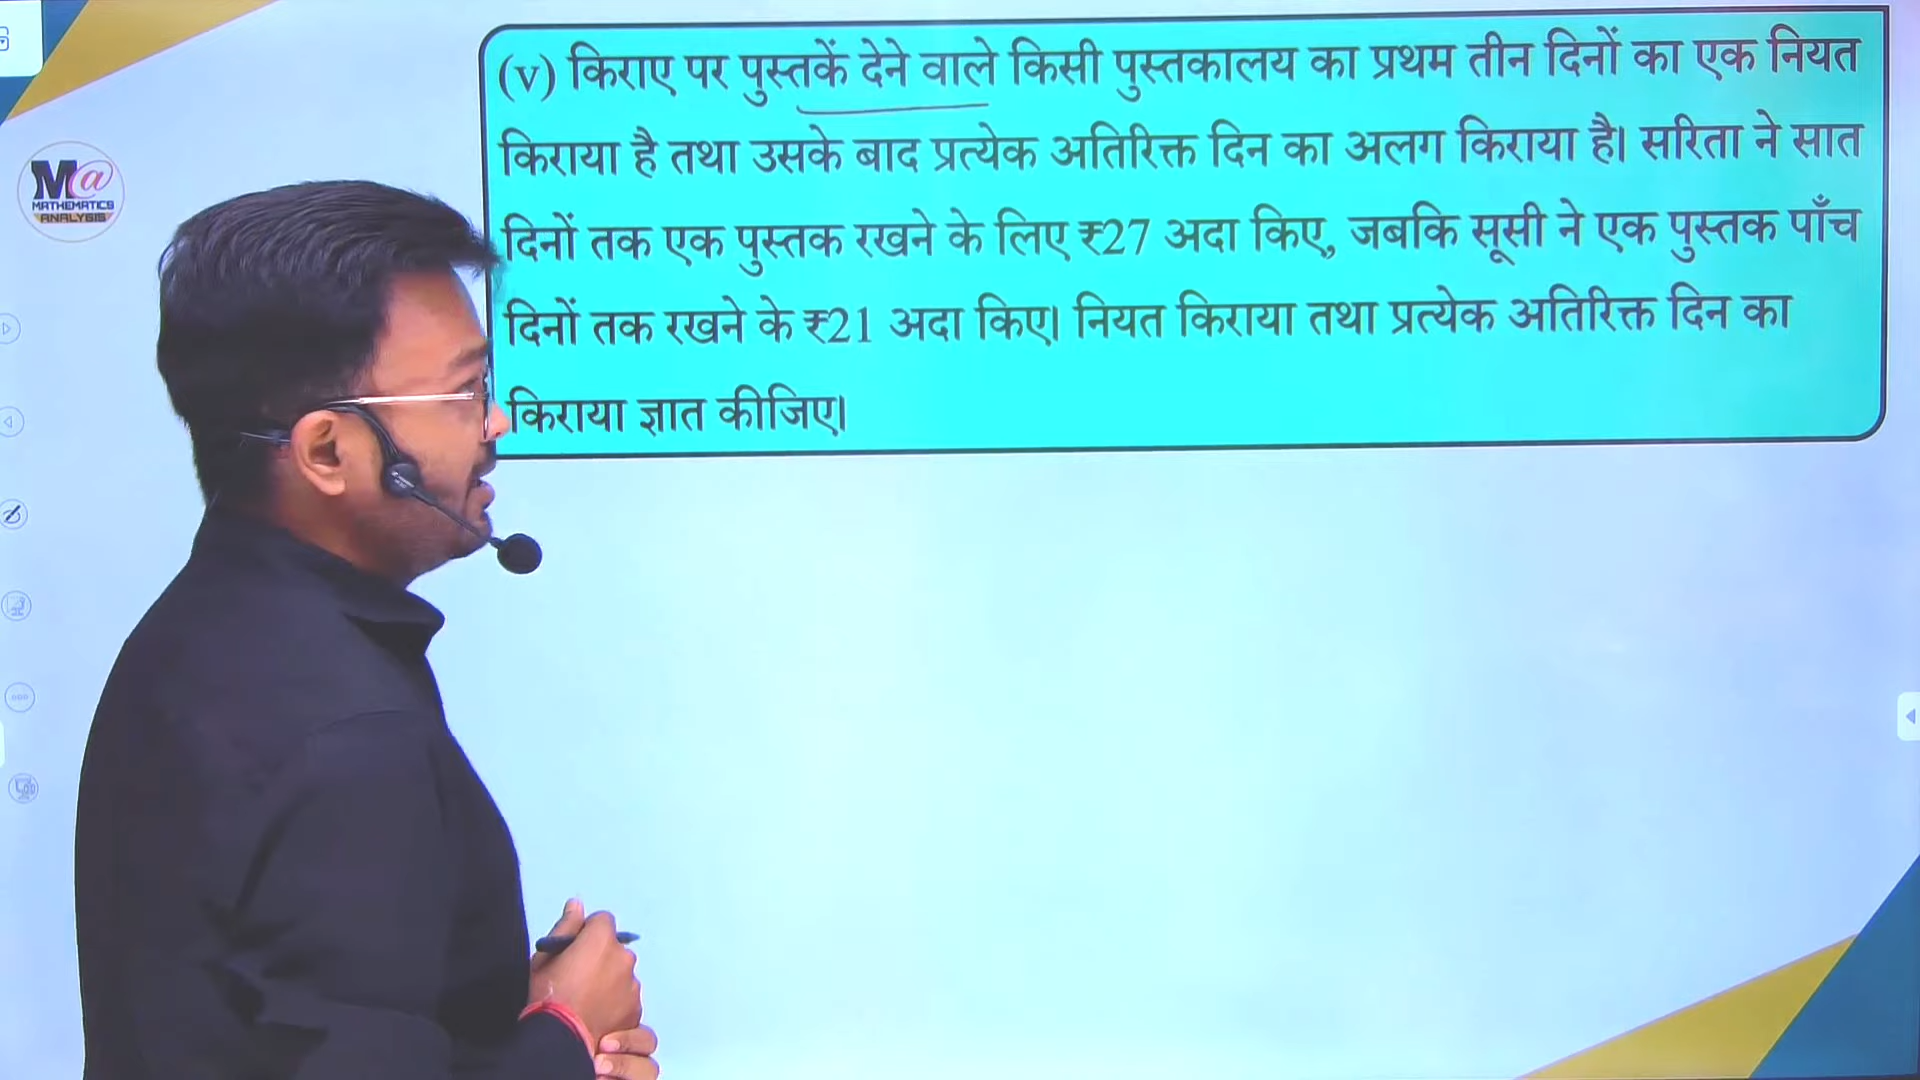 M@
MATHEMATICS
ANALYSIS
(v) किराए पर पुस्तकें देने वाले किसी पुस्तकालय का प्रथम तीन दिनों का एक नियत
किराया है तथा उसके बाद प्रत्येक अतिरिक्त दिन का अलग किराया है। सरिता ने सात
दिनों तक एक पुस्तक रखने के लिए ₹27 अदा किए, जबकि सूसी ने एक पुस्तक पाँच
दिनों तक रखने के ₹21 अदा किए। नियत किराया तथा प्रत्येक अतिरिक्त दिन का
किराया ज्ञात कीजिए।